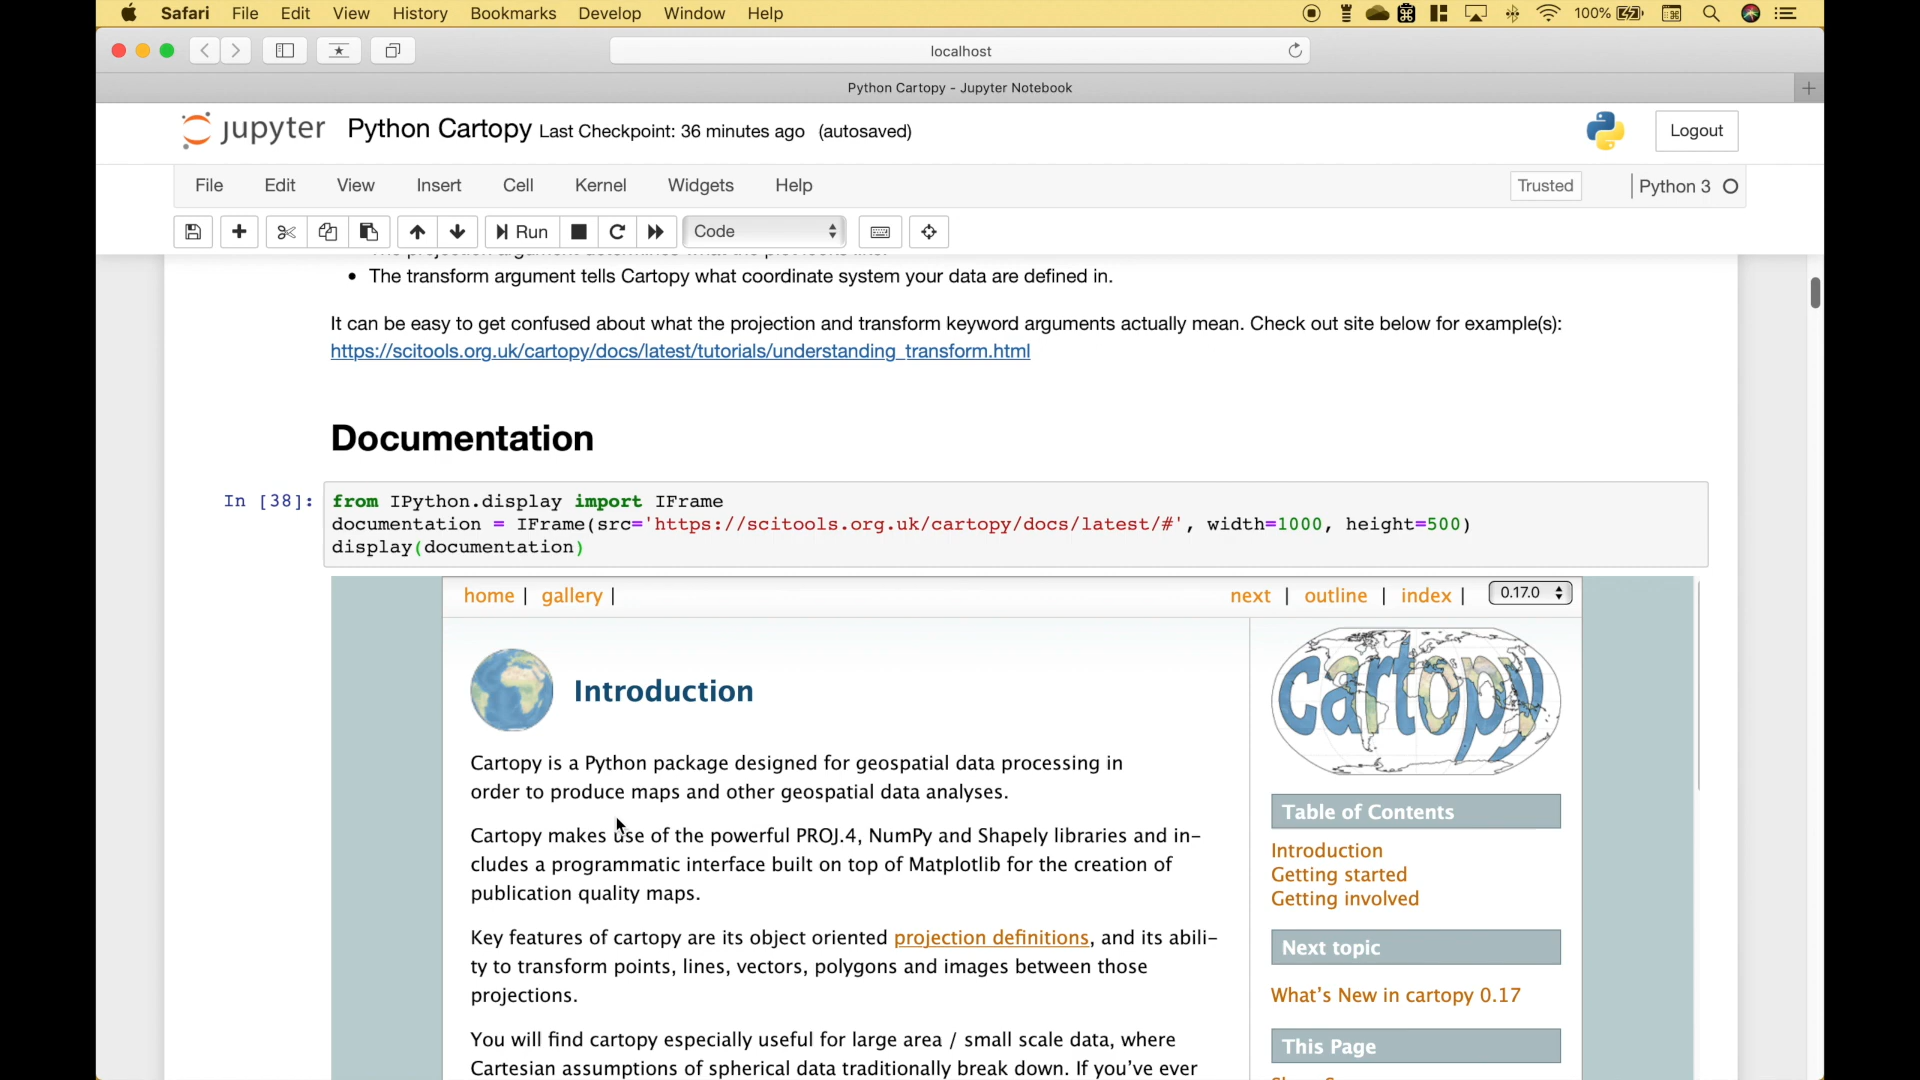 Safari File Edit View History Bookmarks Develop Window Help 100%
localhost
Python Cartopy - Jupyter Notebook
jupyter Python Cartopy Last Checkpoint: 36 minutes ago (autosaved) Logout
File Edit View Insert Cell Kernel Widgets Help Trusted Python 3
Run Code
The projection argument determines what the plot looks like.
• The transform argument tells Cartopy what coordinate system your data are defined in.
It can be easy to get confused about what the projection and transform keyword arguments actually mean. Check out site below for example(s):
https://scitools.org.uk/cartopy/docs/latest/tutorials/understanding_transform.html
Documentation
In [38]: from IPython.display import IFrame
documentation = IFrame(src='https://scitools.org.uk/cartopy/docs/latest/#', width=1000, height=500)
display(documentation)
home | gallery | next | outline | index | 0.17.0
cartopy
Introduction
Cartopy is a Python package designed for geospatial data processing in
order to produce maps and other geospatial data analyses.
Cartopy makes use of the powerful PROJ.4, NumPy and Shapely libraries and in-
cludes a programmatic interface built on top of Matplotlib for the creation of
publication quality maps.
Key features of cartopy are its object oriented projection definitions, and its abili-
ty to transform points, lines, vectors, polygons and images between those
projections.
You will find cartopy especially useful for large area / small scale data, where
Cartesian assumptions of spherical data traditionally break down. If you've ever
Table of Contents
Introduction
Getting started
Getting involved
Next topic
What's New in cartopy 0.17
This Page